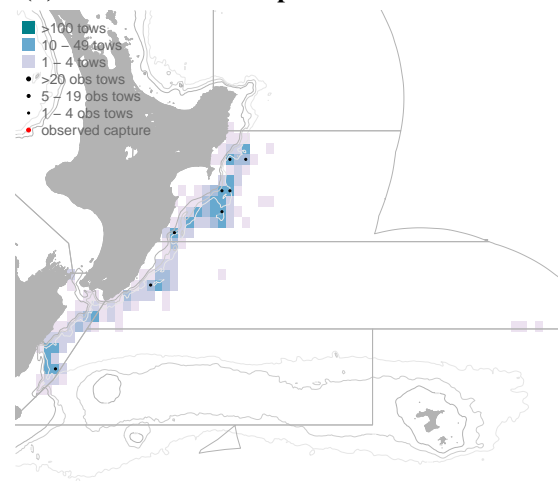 >100 tows
10 – 49 tows
1 – 4 tows
>20 obs tows
5 – 19 obs tows
1 – 4 obs tows
observed capture